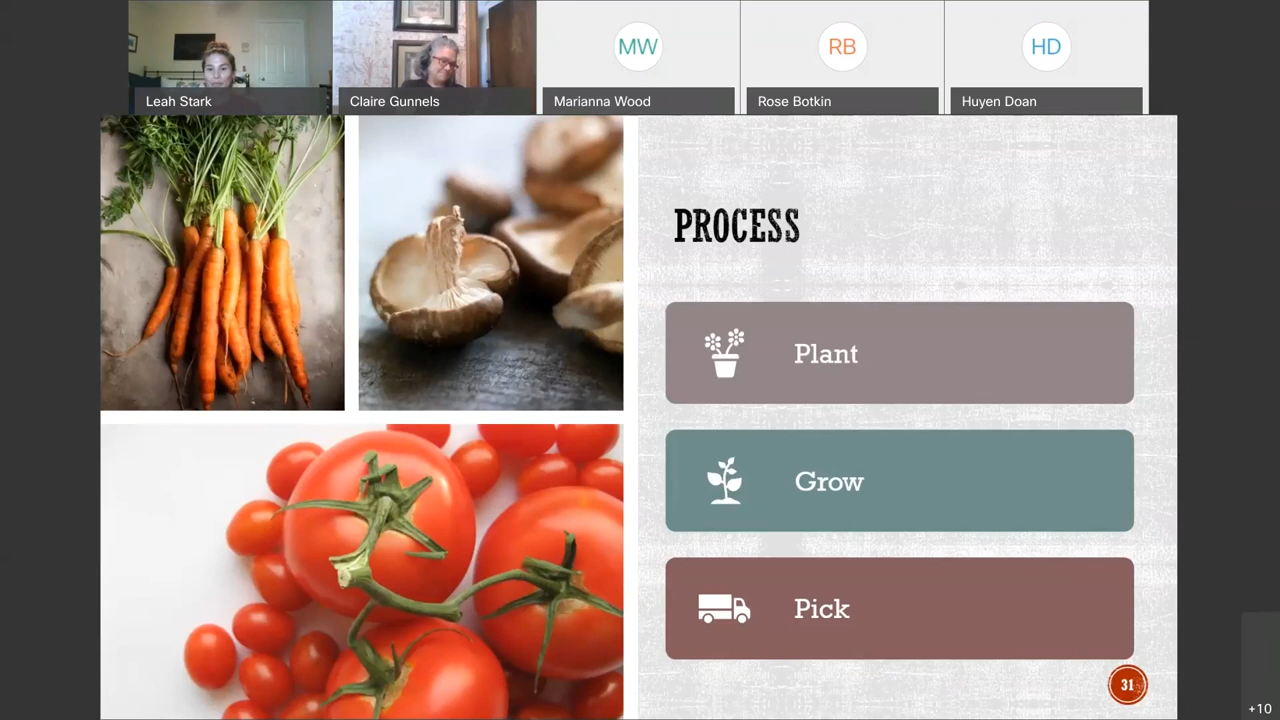 Leah Stark
Claire Gunnels
MW
Marianna Wood
RB
Rose Botkin
HD
Huyen Doan
PROCESS
Plant
Grow
Pick
31
+10